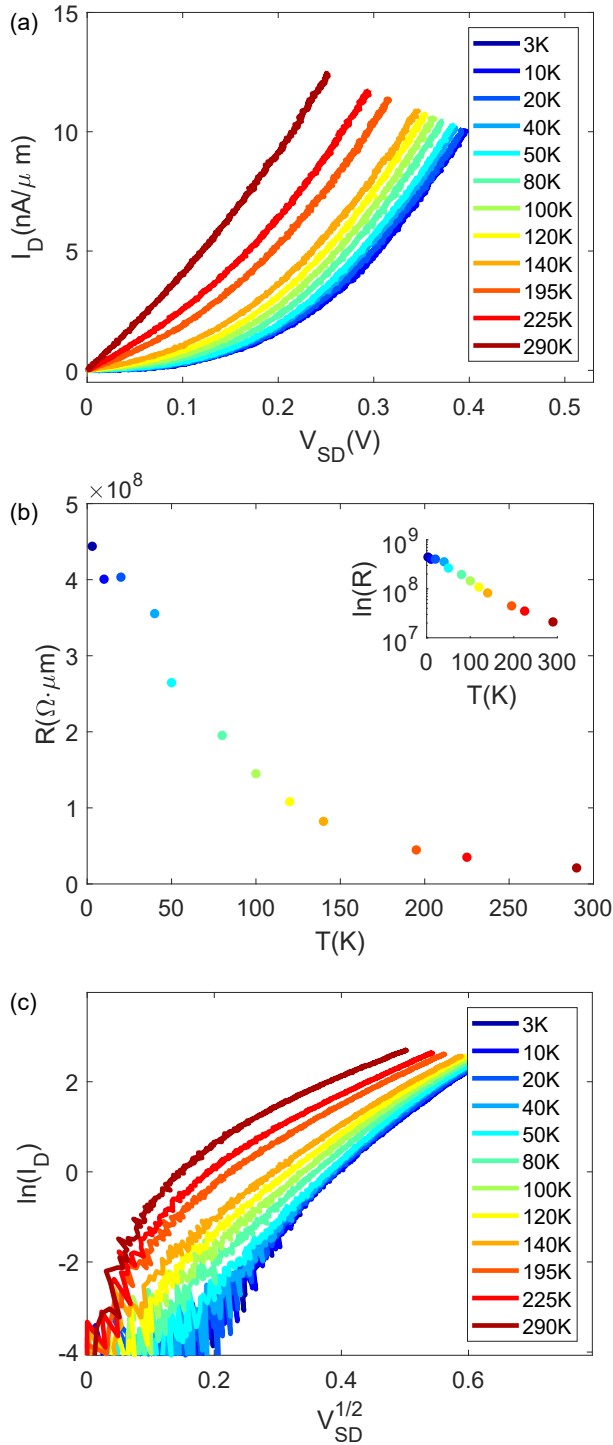 (a)
15
10
5
0
I_D(nA/μ m)
0 0.1 0.2 0.3 0.4 0.5
V_SD(V)
3K
10K
20K
40K
50K
80K
100K
120K
140K
195K
225K
290K
(b)
×10^8
5
4
3
2
1
0
R(Ω·μm)
0 50 100 150 200 250 300
T(K)
10^9
10^8
10^7
ln(R)
0 100 200 300
T(K)
(c)
2
0
-2
-4
ln(I_D)
0 0.2 0.4 0.6
V_SD^1/2
3K
10K
20K
40K
50K
80K
100K
120K
140K
195K
225K
290K